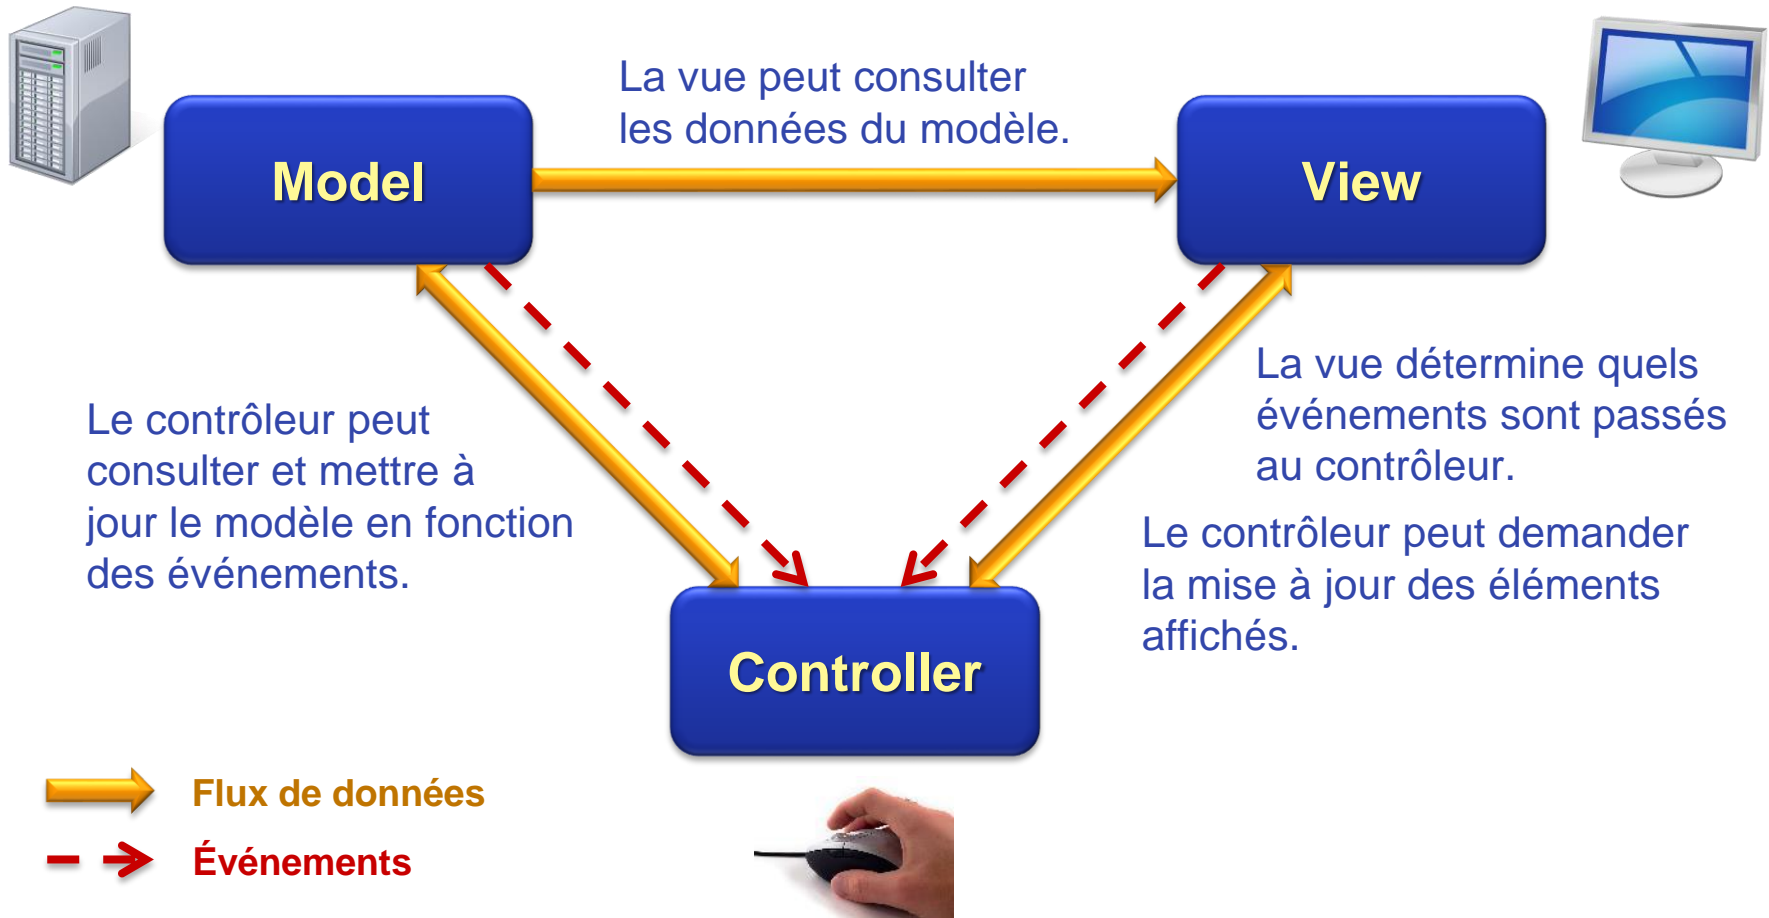 La vue peut consulter
les données du modèle.
Model
View
La vue détermine quels
événements sont passés
au contrôleur.
Le contrôleur peut
consulter et mettre à
jour le modèle en fonction
des événements.
Le contrôleur peut demander
la mise à jour des éléments
affichés.
Controller
Flux de données
Événements